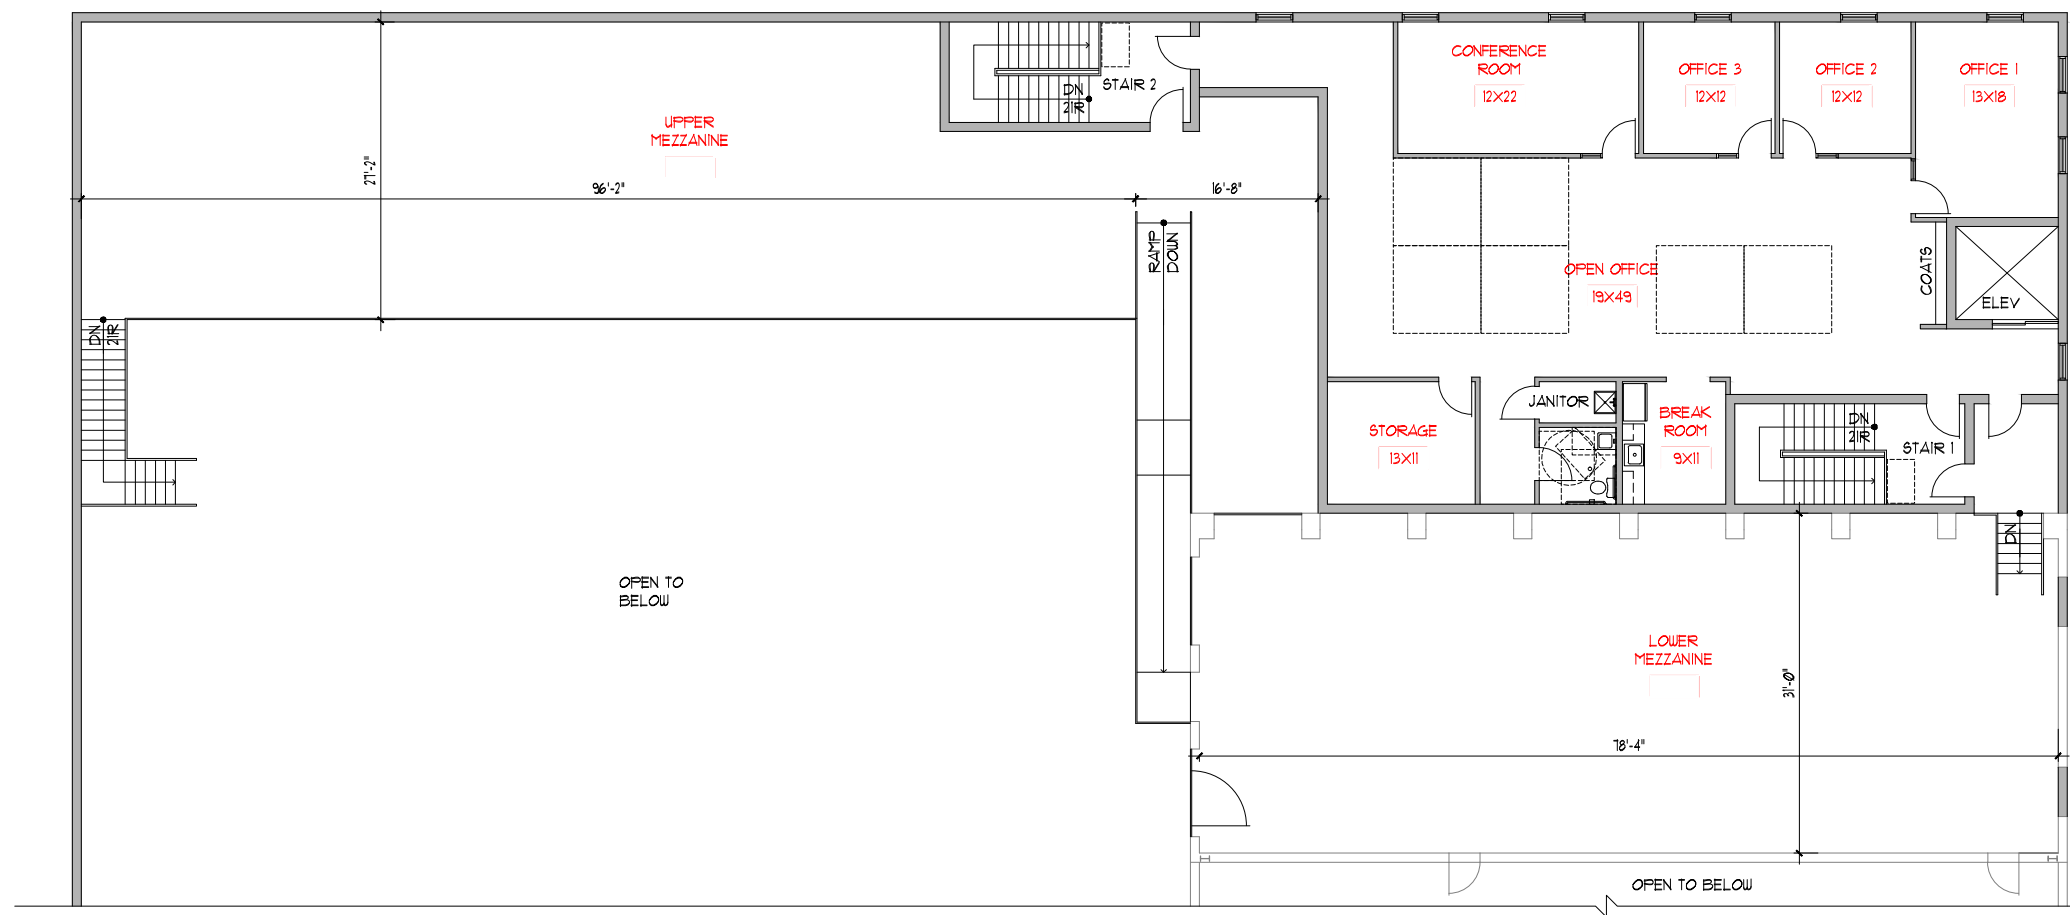 CONFERENCE
ROOM
12X22
OFFICE 3
12X12
OFFICE 2
12X12
OFFICE 1
13X18
STAIR 2
DN
21R
UPPER
MEZZANINE
27'-2"
96'-2"
16'-8"
RAMP
DOWN
OPEN OFFICE
19X49
COATS
ELEV
DN
21R
JANITOR
BREAK
ROOM
9X11
STORAGE
13X11
DN
21R
STAIR 1
DN
OPEN TO
BELOW
LOWER
MEZZANINE
31'-0"
78'-4"
OPEN TO BELOW